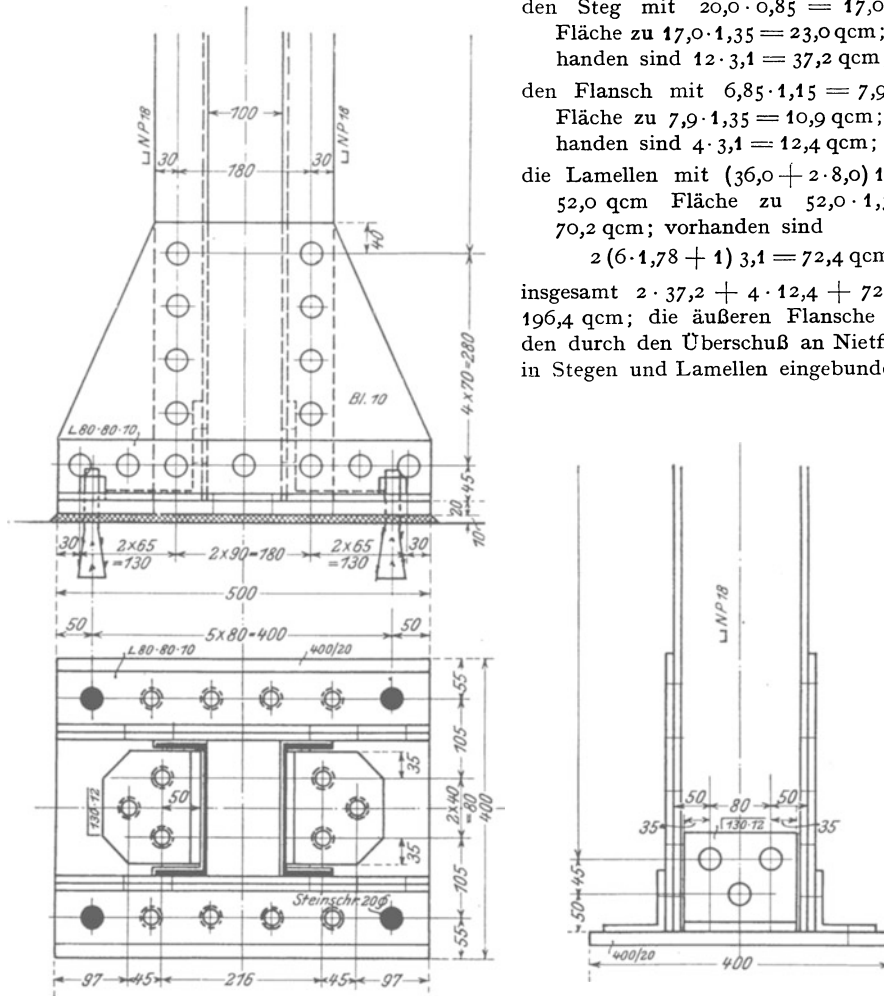 den Steg mit 20,0 · 0,85 = 17,0
Fläche zu 17,0 · 1,35 = 23,0 qcm;
handen sind 12 · 3,1 = 37,2 qcm
den Flansch mit 6,85 · 1,15 = 7,9
Fläche zu 7,9 · 1,35 = 10,9 qcm;
handen sind 4 · 3,1 = 12,4 qcm;
die Lamellen mit (36,0 + 2 · 8,0) 1
52,0 qcm Fläche zu 52,0 · 1,
70,2 qcm; vorhanden sind
2 (6 · 1,78 + 1) 3,1 = 72,4 qcm
insgesamt 2 · 37,2 + 4 · 12,4 + 72
196,4 qcm; die äußeren Flansche
den durch den Überschuß an Nietf
in Stegen und Lamellen eingebund
⊔ NP 18
100
⊔ NP 18
30
180
30
40
4×70=280
Bl. 10
L 80·80·10
45
20
10
30
2×65
=130
2×90=180
2×65
=130
30
500
50
5×80=400
50
L 80·80·10
400/20
55
105
35
130·12
50
2×40
=80
400
35
105
Steinschr. 20⌀
55
97
45
216
45
97
⊔ NP 18
50
80
50
35
130·12
35
45
50
400/20
400